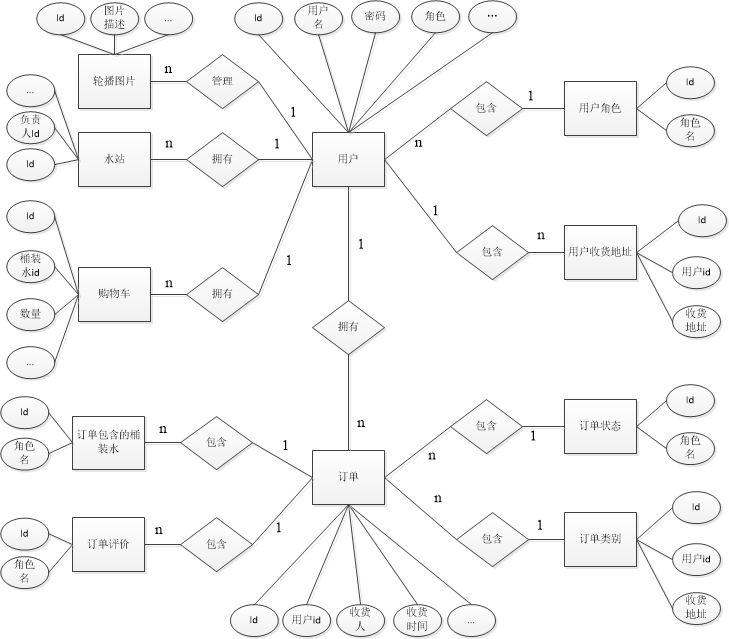 Id
图片
描述
...
Id
用户
名
密码
角色
...
轮播图片
n
管理
1
...
负责
人Id
Id
水站
n
拥有
1
用户
n
包含
1
用户角色
Id
角色
名
1
包含
n
用户收货地址
Id
用户id
收货
地址
Id
桶装
水id
数量
...
购物车
n
拥有
1
1
拥有
n
Id
角色
名
订单包含的桶
装水
n
包含
1
订单
n
包含
1
订单状态
Id
角色
名
Id
角色
名
订单评价
n
包含
1
n
包含
1
订单类别
Id
用户id
收货
地址
Id
用户id
收货
人
收货
时间
...